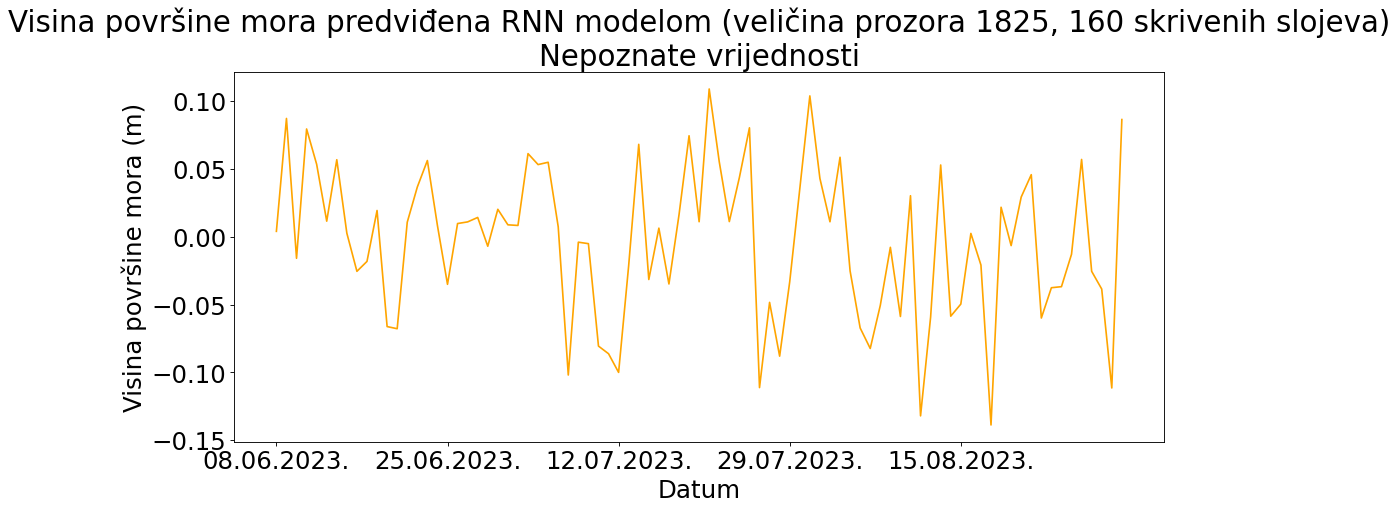 Visina površine mora predviđena RNN modelom (veličina prozora 1825, 160 skrivenih slojeva)
Nepoznate vrijednosti
Visina površine mora (m)
0.10
0.05
0.00
−0.05
−0.10
−0.15
08.06.2023.
25.06.2023.
12.07.2023.
29.07.2023.
15.08.2023.
Datum